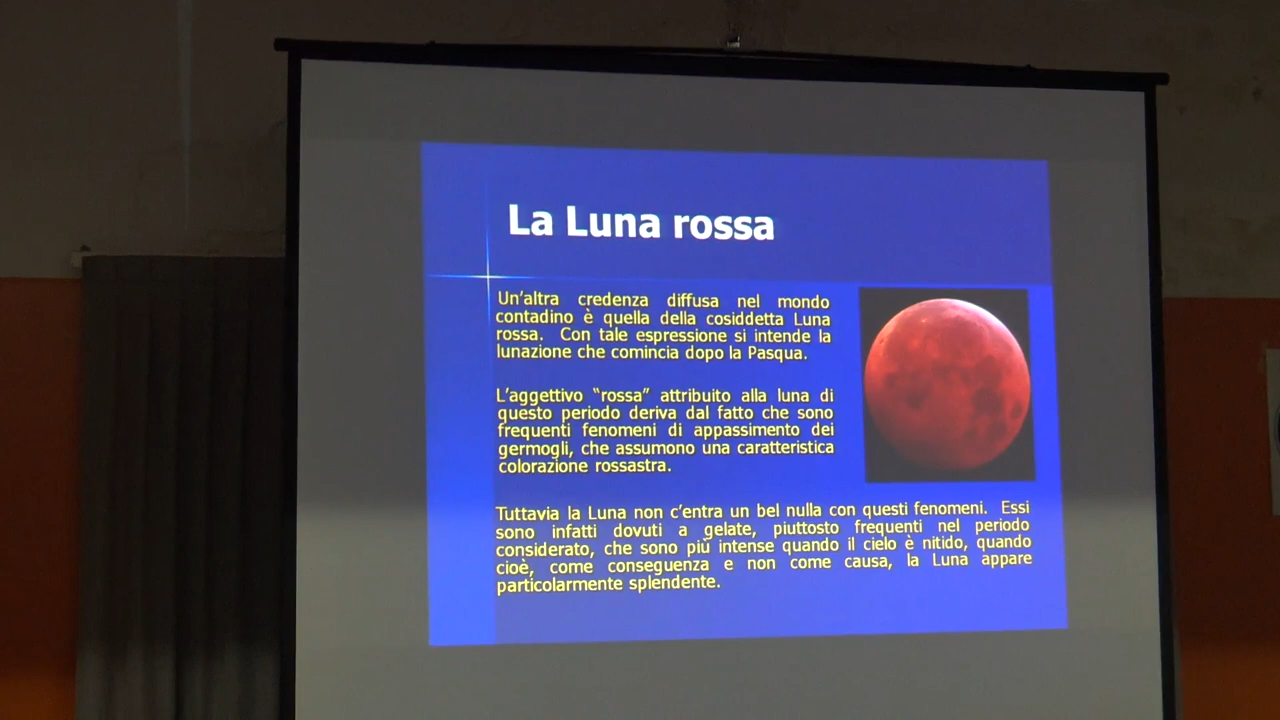 La Luna rossa
Un'altra credenza diffusa nel mondo
contadino è quella della cosiddetta Luna
rossa. Con tale espressione si intende la
lunazione che comincia dopo la Pasqua.
L'aggettivo "rossa" attribuito alla luna di
questo periodo deriva dal fatto che sono
frequenti fenomeni di appassimento dei
germogli, che assumono una caratteristica
colorazione rossastra.
Tuttavia la Luna non c'entra un bel nulla con questi fenomeni. Essi
sono infatti dovuti a gelate, piuttosto frequenti nel periodo
considerato, che sono più intense quando il cielo è nitido, quando
cioè, come conseguenza e non come causa, la Luna appare
particolarmente splendente.